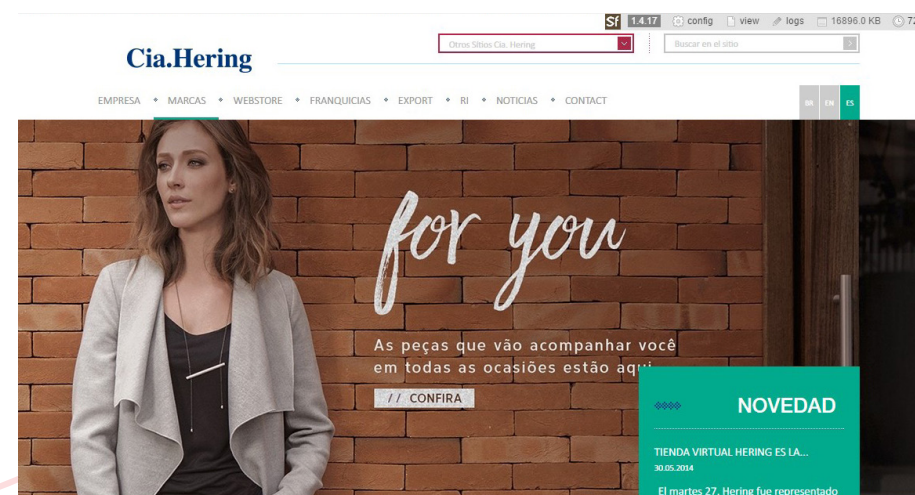 Sf 1.4.17 config view logs 16896.0 KB 72
Otros Sitios Cia. Hering Buscar en el sitio
Cia.Hering
EMPRESA MARCAS WEBSTORE FRANQUICIAS EXPORT RI NOTICIAS CONTACT
BR EN ES
for you
As peças que vão acompanhar você
em todas as ocasiões estão aqui
// CONFIRA
NOVEDAD
TIENDA VIRTUAL HERING ES LA...
30.05.2014
El martes 27, Hering fue representado